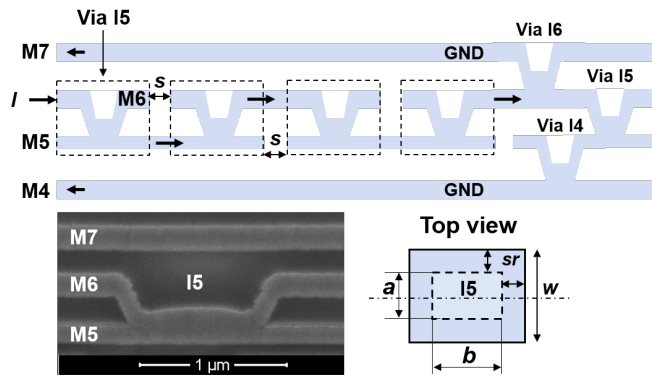 Via I5
Via I6
M7
GND
s
Via I5
I
M6
Via I4
M5
s
M4
GND
Top view
M7
sr
M6
I5
a
I5
w
M5
1 µm
b